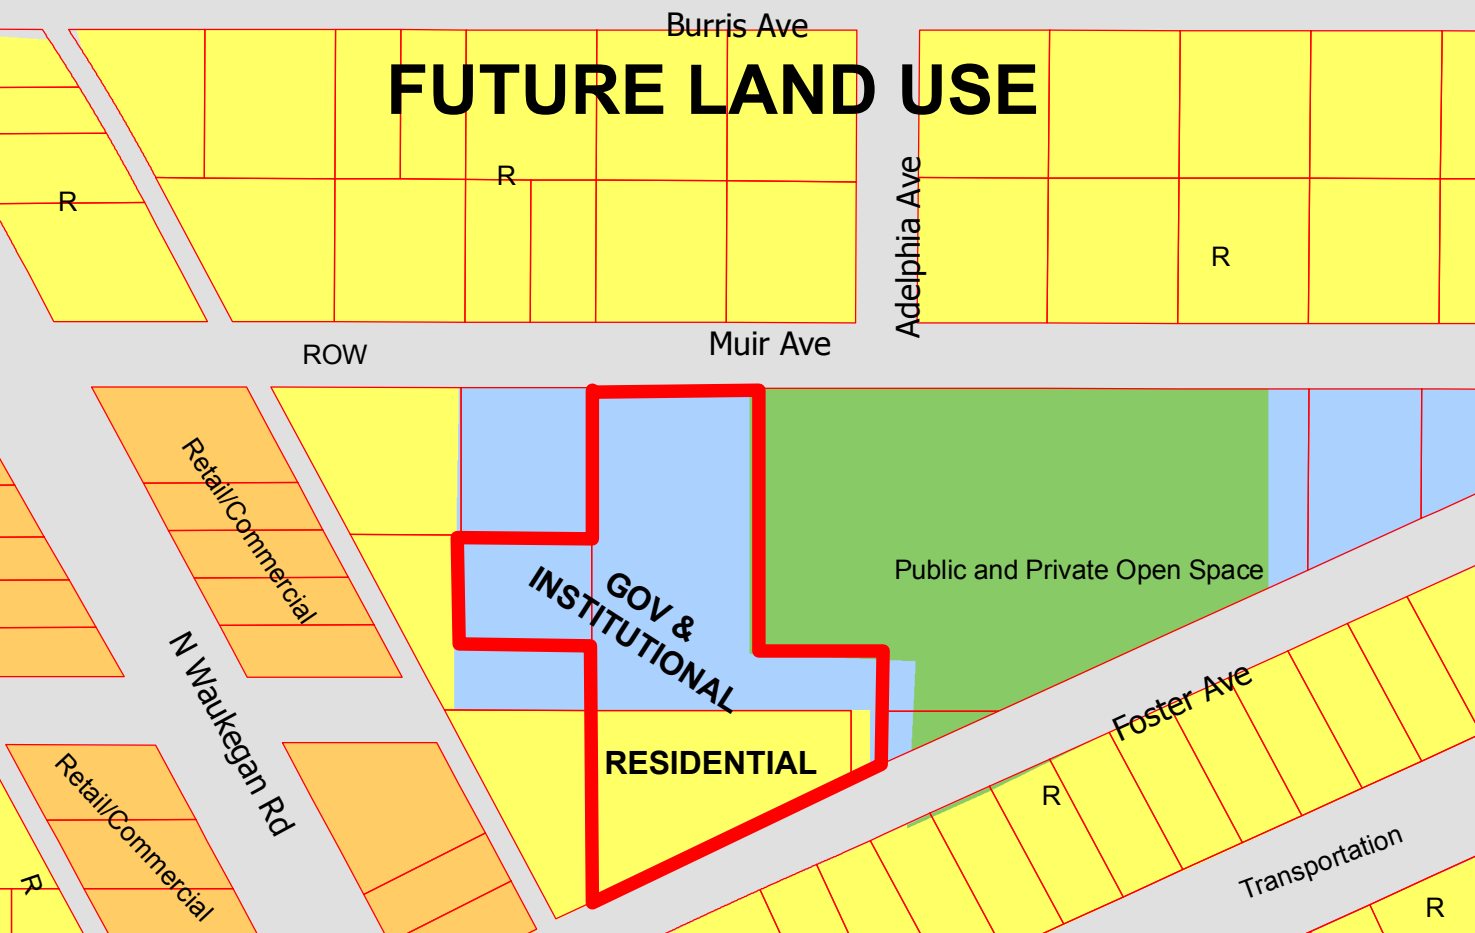 Burris Ave
FUTURE LAND USE
R
R
Adelphia Ave
R
Muir Ave
ROW
Retail/Commercial
Public and Private Open Space
GOV &
INSTITUTIONAL
N Waukegan Rd
Foster Ave
RESIDENTIAL
Retail/Commercial
R
Transportation
R
R